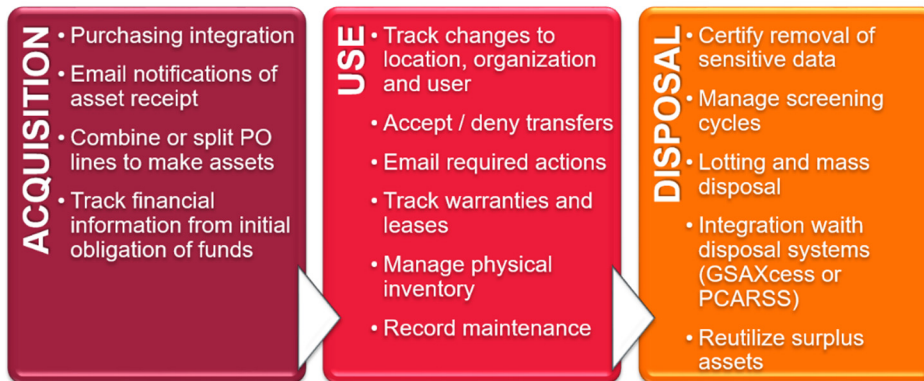 ACQUISITION
• Purchasing integration
• Email notifications of
asset receipt
• Combine or split PO
lines to make assets
• Track financial
information from initial
obligation of funds
USE
• Track changes to
location, organization
and user
• Accept / deny transfers
• Email required actions
• Track warranties and
leases
• Manage physical
inventory
• Record maintenance
DISPOSAL
• Certify removal of
sensitive data
• Manage screening
cycles
• Lotting and mass
disposal
• Integration waith
disposal systems
(GSAXcess or
PCARSS)
• Reutilize surplus
assets